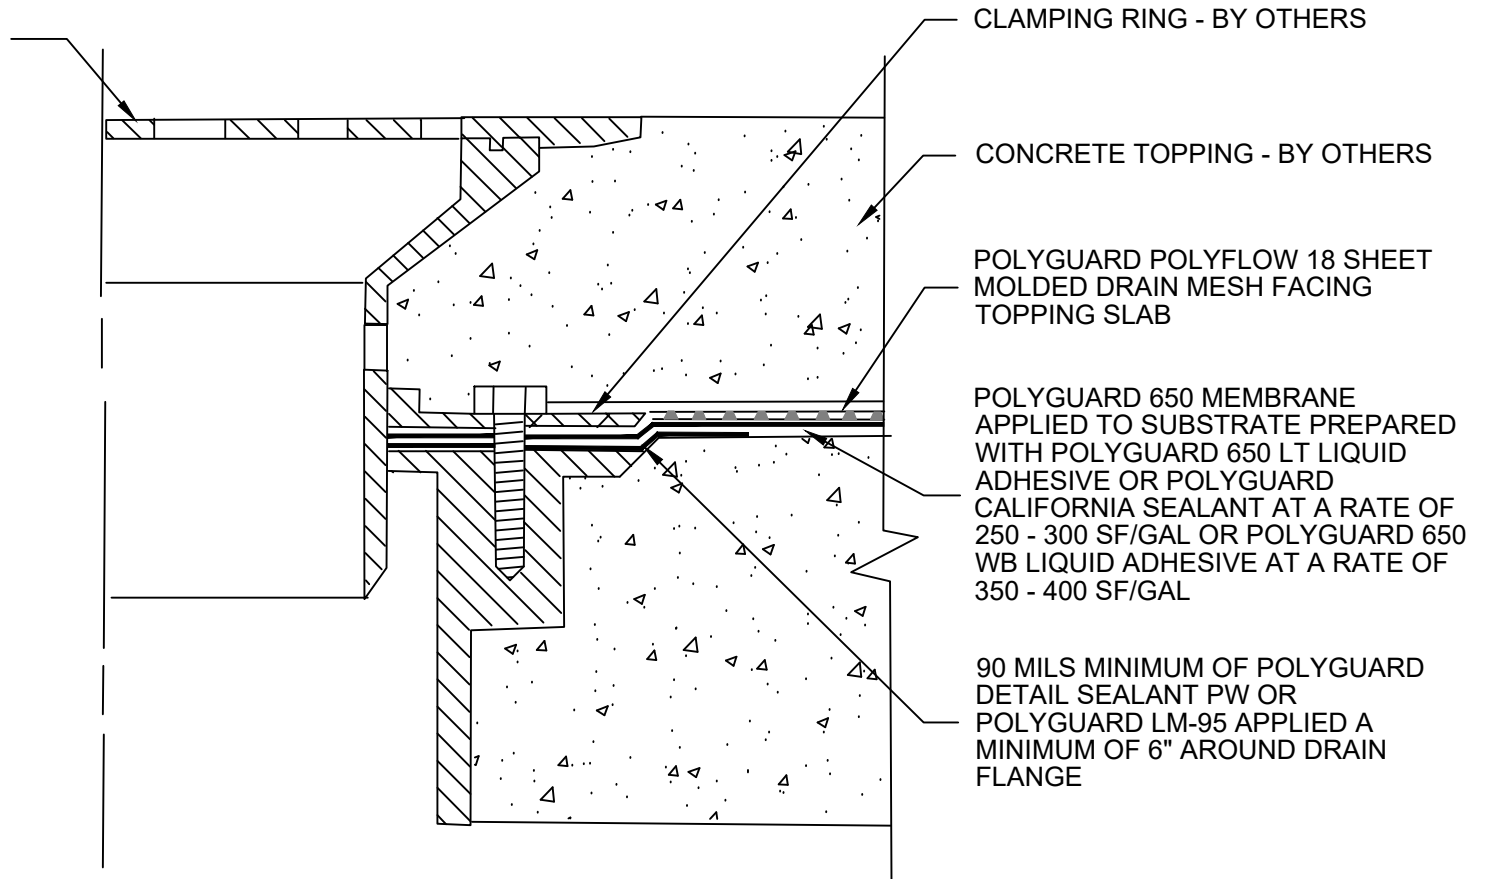 CLAMPING RING - BY OTHERS
CONCRETE TOPPING - BY OTHERS
POLYGUARD POLYFLOW 18 SHEET
MOLDED DRAIN MESH FACING
TOPPING SLAB
POLYGUARD 650 MEMBRANE
APPLIED TO SUBSTRATE PREPARED
WITH POLYGUARD 650 LT LIQUID
ADHESIVE OR POLYGUARD
CALIFORNIA SEALANT AT A RATE OF
250 - 300 SF/GAL OR POLYGUARD 650
WB LIQUID ADHESIVE AT A RATE OF
350 - 400 SF/GAL
90 MILS MINIMUM OF POLYGUARD
DETAIL SEALANT PW OR
POLYGUARD LM-95 APPLIED A
MINIMUM OF 6" AROUND DRAIN
FLANGE